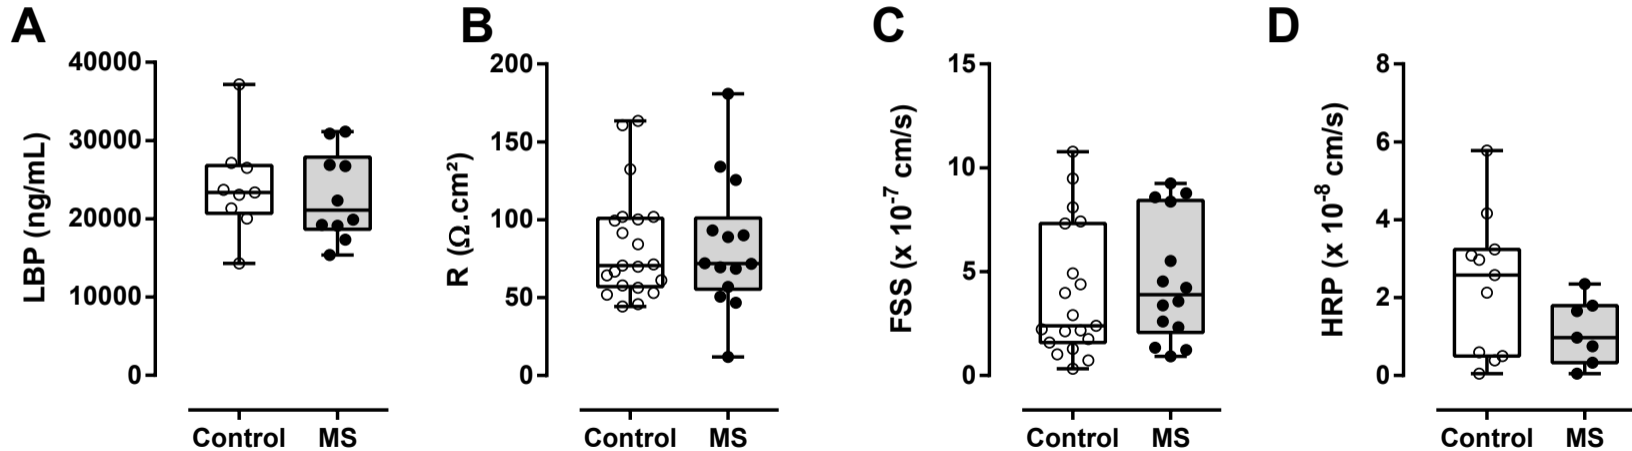 A
LBP (ng/mL)
40000
30000
20000
10000
0
Control MS
B
R (Ω.cm²)
200
150
100
50
0
Control MS
C
FSS (x 10⁻⁷ cm/s)
15
10
5
0
Control MS
D
HRP (x 10⁻⁸ cm/s)
8
6
4
2
0
Control MS